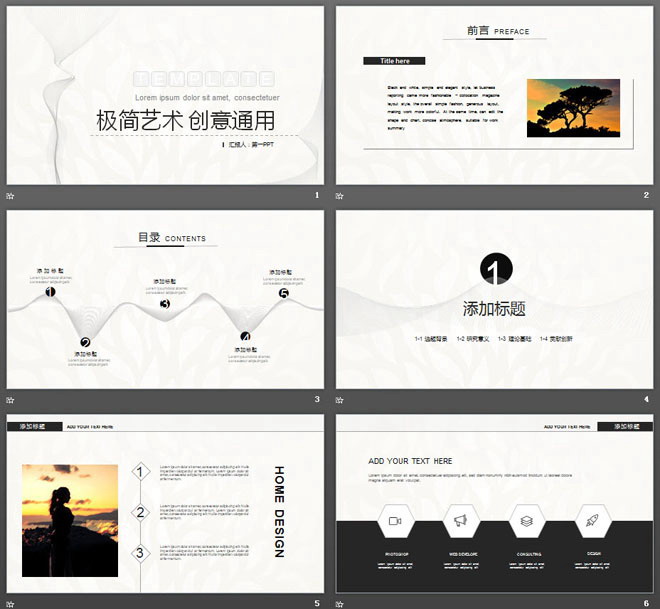 TEMPLATE
Lorem ipsum dolor sit amet, consectetuer
极简艺术 创意通用
汇报人：第一PPT
1
前言 PREFACE
Title here
Black and white, simple and elegant style, let business
reporting came more fashionable - collocation magazine
layout style, the overall simple fashion, generous layout,
making work more colorful. At the same time, can edit the
shape and chart, concise atmosphere, suitable for work
summary
2
目录 CONTENTS
添加标题
1
添加标题
2
添加标题
3
添加标题
4
添加标题
5
3
1
添加标题
1-1 选题背景 1-2 研究意义 1-3 理论基础 1-4 贡献创新
4
添加标题 ADD YOUR TEXT HERE
1
2
3
HOME DESIGN
5
ADD YOUR TEXT HERE 添加标题
ADD YOUR TEXT HERE
PHOTOSHOP
WEB DEVELOPE
CONSULTING
DESIGN
6